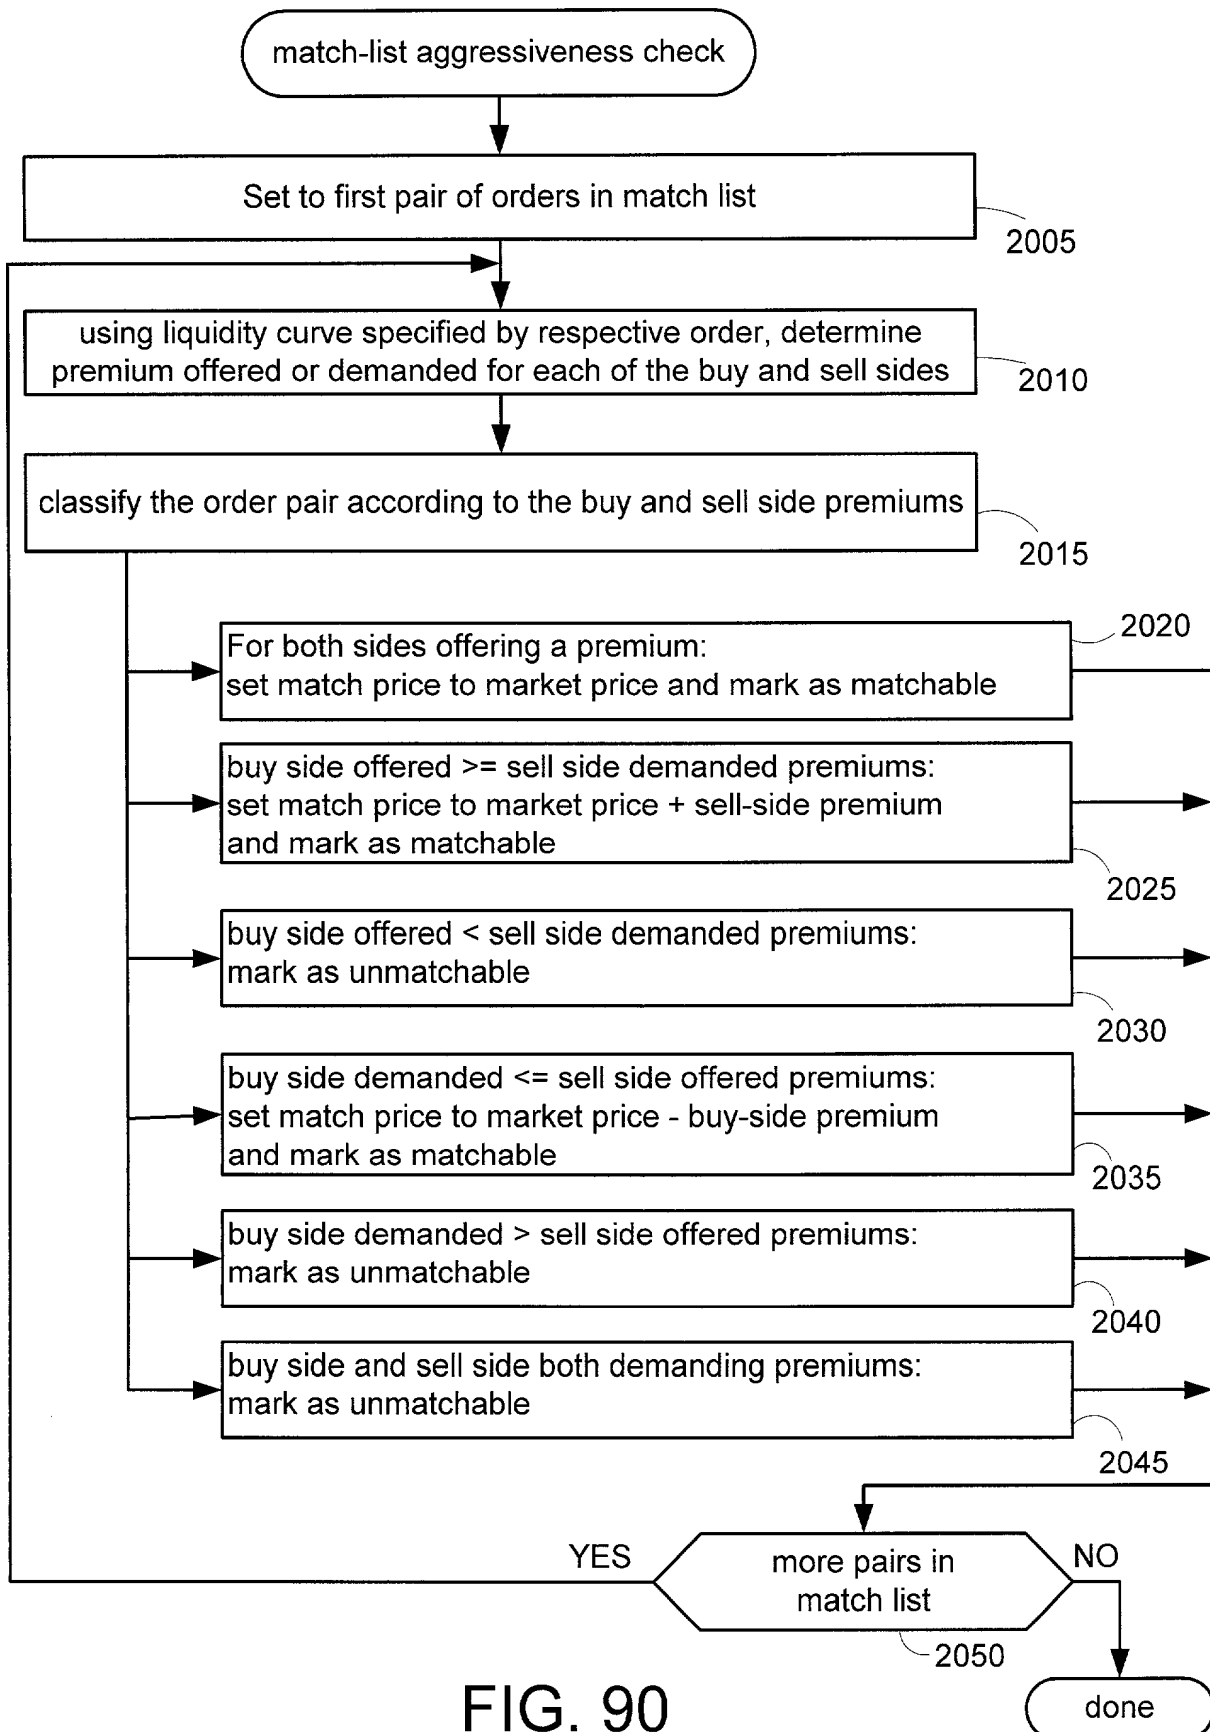 match-list aggressiveness check
Set to first pair of orders in match list
2005
using liquidity curve specified by respective order, determine
premium offered or demanded for each of the buy and sell sides
2010
classify the order pair according to the buy and sell side premiums
2015
2020
For both sides offering a premium:
set match price to market price and mark as matchable
buy side offered >= sell side demanded premiums:
set match price to market price + sell-side premium
and mark as matchable
2025
buy side offered < sell side demanded premiums:
mark as unmatchable
2030
buy side demanded <= sell side offered premiums:
set match price to market price - buy-side premium
and mark as matchable
2035
buy side demanded > sell side offered premiums:
mark as unmatchable
2040
buy side and sell side both demanding premiums:
mark as unmatchable
2045
YES
more pairs in
match list
NO
2050
done
FIG. 90